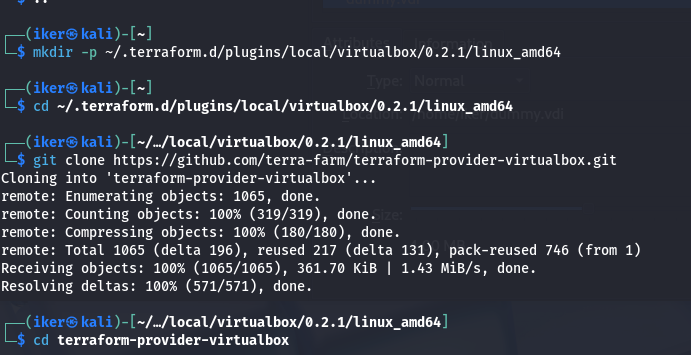 ┌──(iker㉿kali)-[~]
└─$ mkdir -p ~/.terraform.d/plugins/local/virtualbox/0.2.1/linux_amd64
┌──(iker㉿kali)-[~]
└─$ cd ~/.terraform.d/plugins/local/virtualbox/0.2.1/linux_amd64
┌──(iker㉿kali)-[~/…/local/virtualbox/0.2.1/linux_amd64]
└─$ git clone https://github.com/terra-farm/terraform-provider-virtualbox.git
Cloning into 'terraform-provider-virtualbox'...
remote: Enumerating objects: 1065, done.
remote: Counting objects: 100% (319/319), done.
remote: Compressing objects: 100% (180/180), done.
remote: Total 1065 (delta 196), reused 217 (delta 131), pack-reused 746 (from 1)
Receiving objects: 100% (1065/1065), 361.70 KiB | 1.43 MiB/s, done.
Resolving deltas: 100% (571/571), done.
┌──(iker㉿kali)-[~/…/local/virtualbox/0.2.1/linux_amd64]
└─$ cd terraform-provider-virtualbox
Type: Normal
Size: